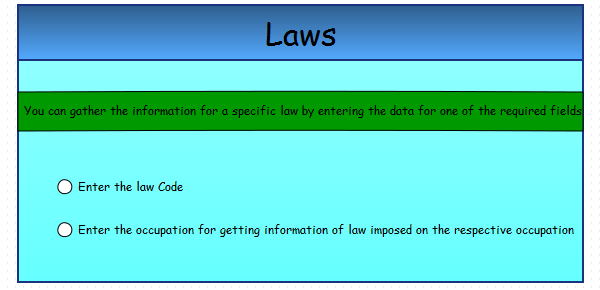 Laws
You can gather the information for a specific law by entering the data for one of the required fields
Enter the law Code
Enter the occupation for getting information of law imposed on the respective occupation